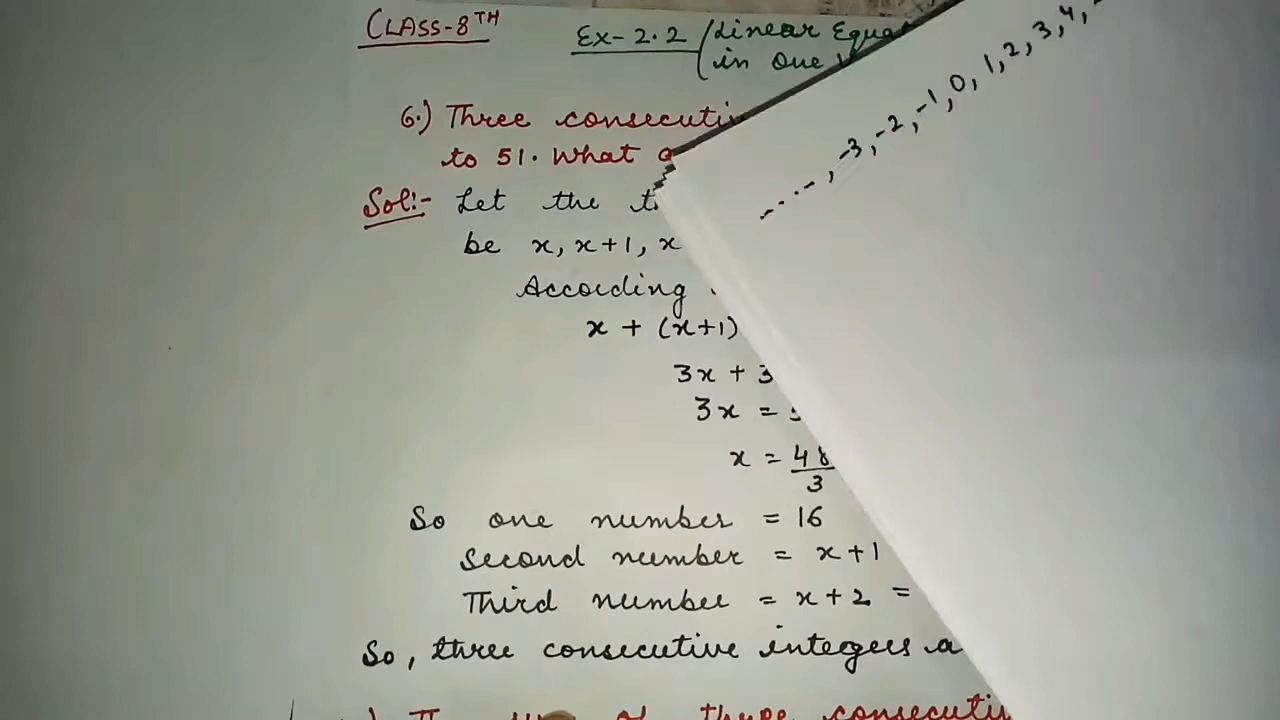 CLASS-8TH
Ex-2.2 Linear
in One
6.) Three
to 51. What
Sol:- Let the
be x, x+1, x
According
x + (x+1)
3x + 3
3x =
x = 48/3
So one number = 16
Second number = x+1
Third number = x+2 =
So, three consecutive integers
three
....., -3, -2, -1, 0, 1, 2, 3, 4,